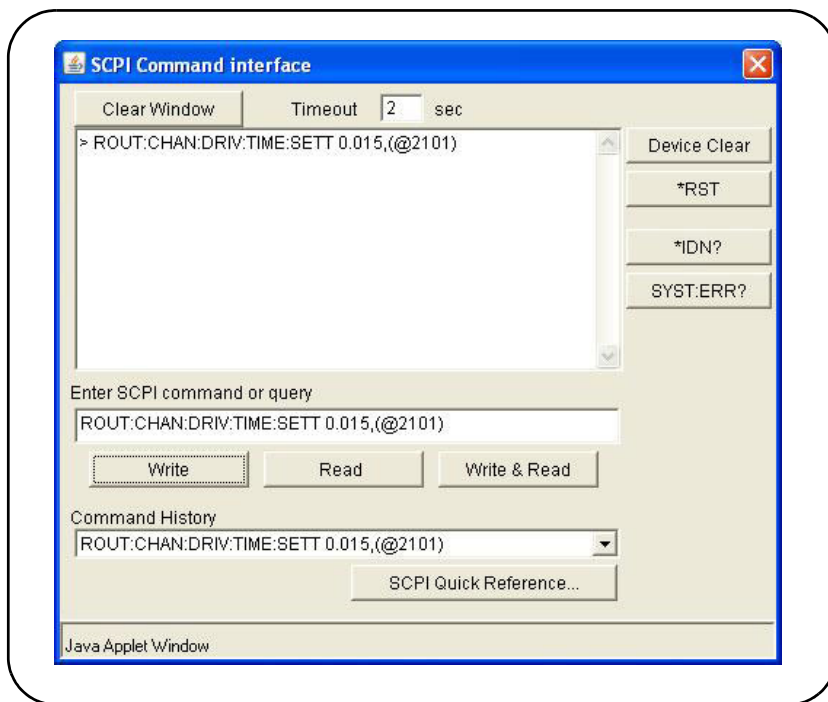 SCPI Command interface
Clear Window Timeout 2 sec
> ROUT:CHAN:DRIV:TIME:SETT 0.015,(@2101)
Device Clear
*RST
*IDN?
SYST:ERR?
Enter SCPI command or query
ROUT:CHAN:DRIV:TIME:SETT 0.015,(@2101)
Write Read Write & Read
Command History
ROUT:CHAN:DRIV:TIME:SETT 0.015,(@2101)
SCPI Quick Reference...
Java Applet Window